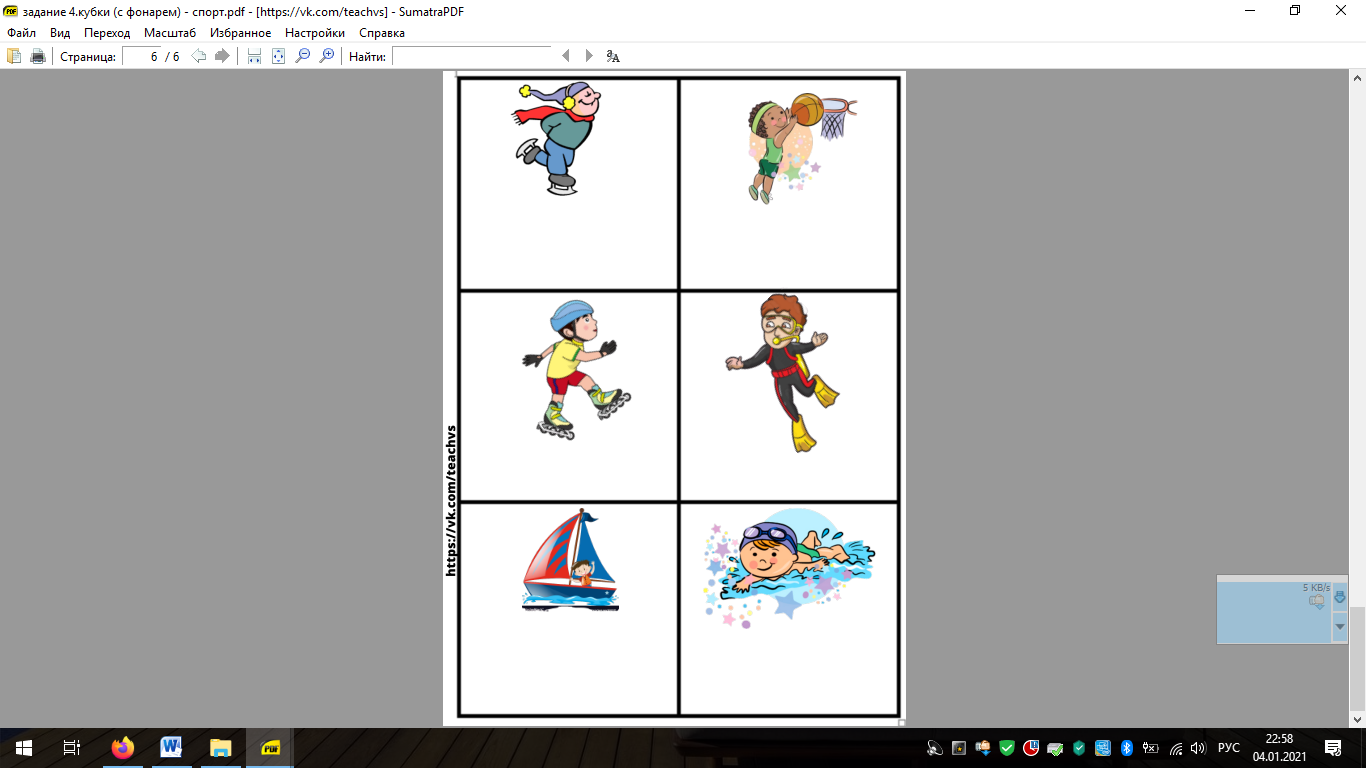 задание 4.кубки (с фонарем) - спорт.pdf - [https://vk.com/teachvs] - SumatraPDF
Файл Вид Переход Масштаб Избранное Настройки Справка
Страница: 6 / 6 Найти:
https://vk.com/teachvs
5 KB/s
РУС
22:58
04.01.2021